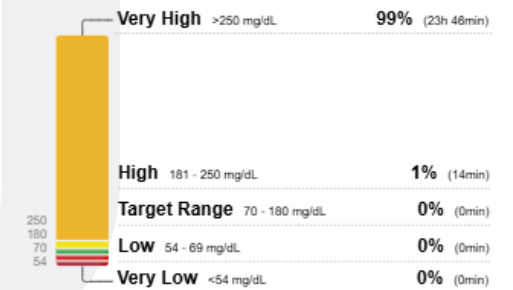 Very High >250 mg/dL 99% (23h 46min)
High 181 - 250 mg/dL 1% (14min)
Target Range 70 - 180 mg/dL 0% (0min)
250
180
70
54
Low 54 - 69 mg/dL 0% (0min)
Very Low <54 mg/dL 0% (0min)